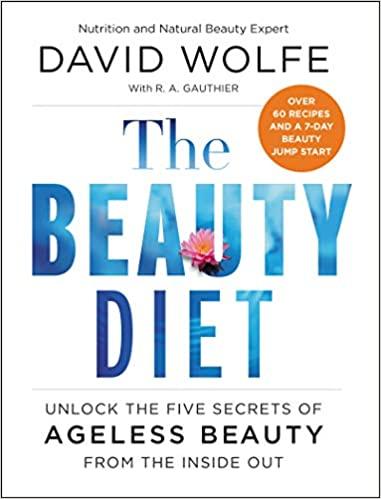 Nutrition and Natural Beauty Expert
DAVID WOLFE
With R. A. GAUTHIER
OVER
60 RECIPES
AND A 7-DAY
BEAUTY
JUMP START
The
BEAUTY
DIET
UNLOCK THE FIVE SECRETS OF
AGELESS BEAUTY
FROM THE INSIDE OUT